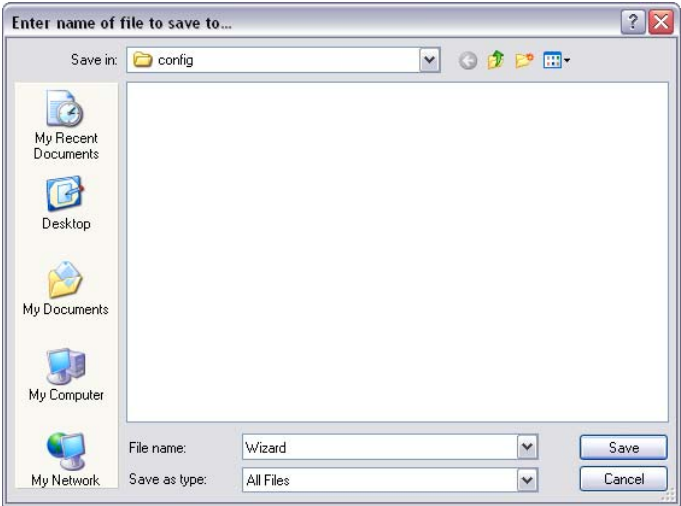 Enter name of file to save to...
?
Save in: config
My Recent
Documents
Desktop
My Documents
My Computer
My Network
File name: Wizard Save
Save as type: All Files Cancel